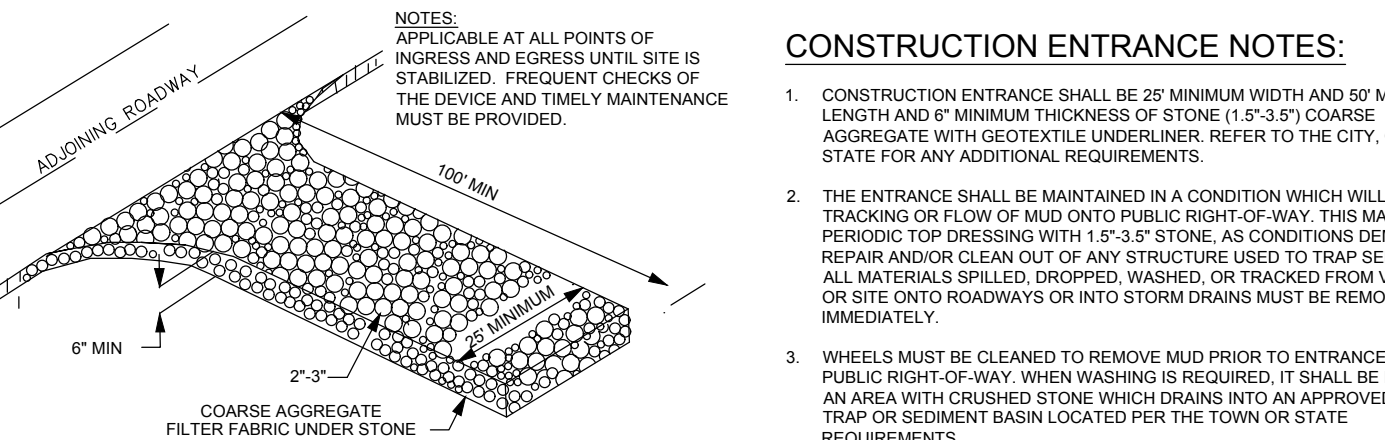 NOTES:
APPLICABLE AT ALL POINTS OF
INGRESS AND EGRESS UNTIL SITE IS
STABILIZED. FREQUENT CHECKS OF
THE DEVICE AND TIMELY MAINTENANCE
MUST BE PROVIDED.
ADJOINING ROADWAY
100' MIN
25' MINIMUM
6" MIN
2"-3"
COARSE AGGREGATE
FILTER FABRIC UNDER STONE
CONSTRUCTION ENTRANCE NOTES:
1. CONSTRUCTION ENTRANCE SHALL BE 25' MINIMUM WIDTH AND 50' M
LENGTH AND 6" MINIMUM THICKNESS OF STONE (1.5"-3.5") COARSE
AGGREGATE WITH GEOTEXTILE UNDERLINER. REFER TO THE CITY,
STATE FOR ANY ADDITIONAL REQUIREMENTS.
2. THE ENTRANCE SHALL BE MAINTAINED IN A CONDITION WHICH WILL
TRACKING OR FLOW OF MUD ONTO PUBLIC RIGHT-OF-WAY. THIS MA
PERIODIC TOP DRESSING WITH 1.5"-3.5" STONE, AS CONDITIONS DE
REPAIR AND/OR CLEAN OUT OF ANY STRUCTURE USED TO TRAP SE
ALL MATERIALS SPILLED, DROPPED, WASHED, OR TRACKED FROM V
OR SITE ONTO ROADWAYS OR INTO STORM DRAINS MUST BE REMO
IMMEDIATELY.
3. WHEELS MUST BE CLEANED TO REMOVE MUD PRIOR TO ENTRANCE
PUBLIC RIGHT-OF-WAY. WHEN WASHING IS REQUIRED, IT SHALL BE
AN AREA WITH CRUSHED STONE WHICH DRAINS INTO AN APPROVED
TRAP OR SEDIMENT BASIN LOCATED PER THE TOWN OR STATE
REQUIREMENTS